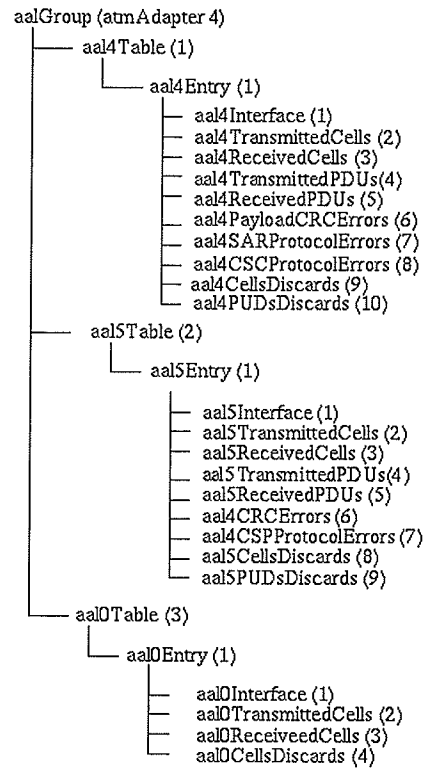 aalGroup (atmAdapter 4)
aal4Table (1)
aal4Entry (1)
aal4Interface (1)
aal4TransmittedCells (2)
aal4ReceivedCells (3)
aal4TransmittedPDUs(4)
aal4ReceivedPDUs (5)
aal4PayloadCRCErrors (6)
aal4SARProtocolErrors (7)
aal4CSCProtocolErrors (8)
aal4CellsDiscards (9)
aal4PUDsDiscards (10)
aal5Table (2)
aal5Entry (1)
aal5Interface (1)
aal5TransmittedCells (2)
aal5ReceivedCells (3)
aal5TransmittedPDUs(4)
aal5ReceivedPDUs (5)
aal4CRCErrors (6)
aal4CSPProtocolErrors (7)
aal5CellsDiscards (8)
aal5PUDsDiscards (9)
aal0Table (3)
aal0Entry (1)
aal0Interface (1)
aal0TransmittedCells (2)
aal0ReceiveedCells (3)
aal0CellsDiscards (4)